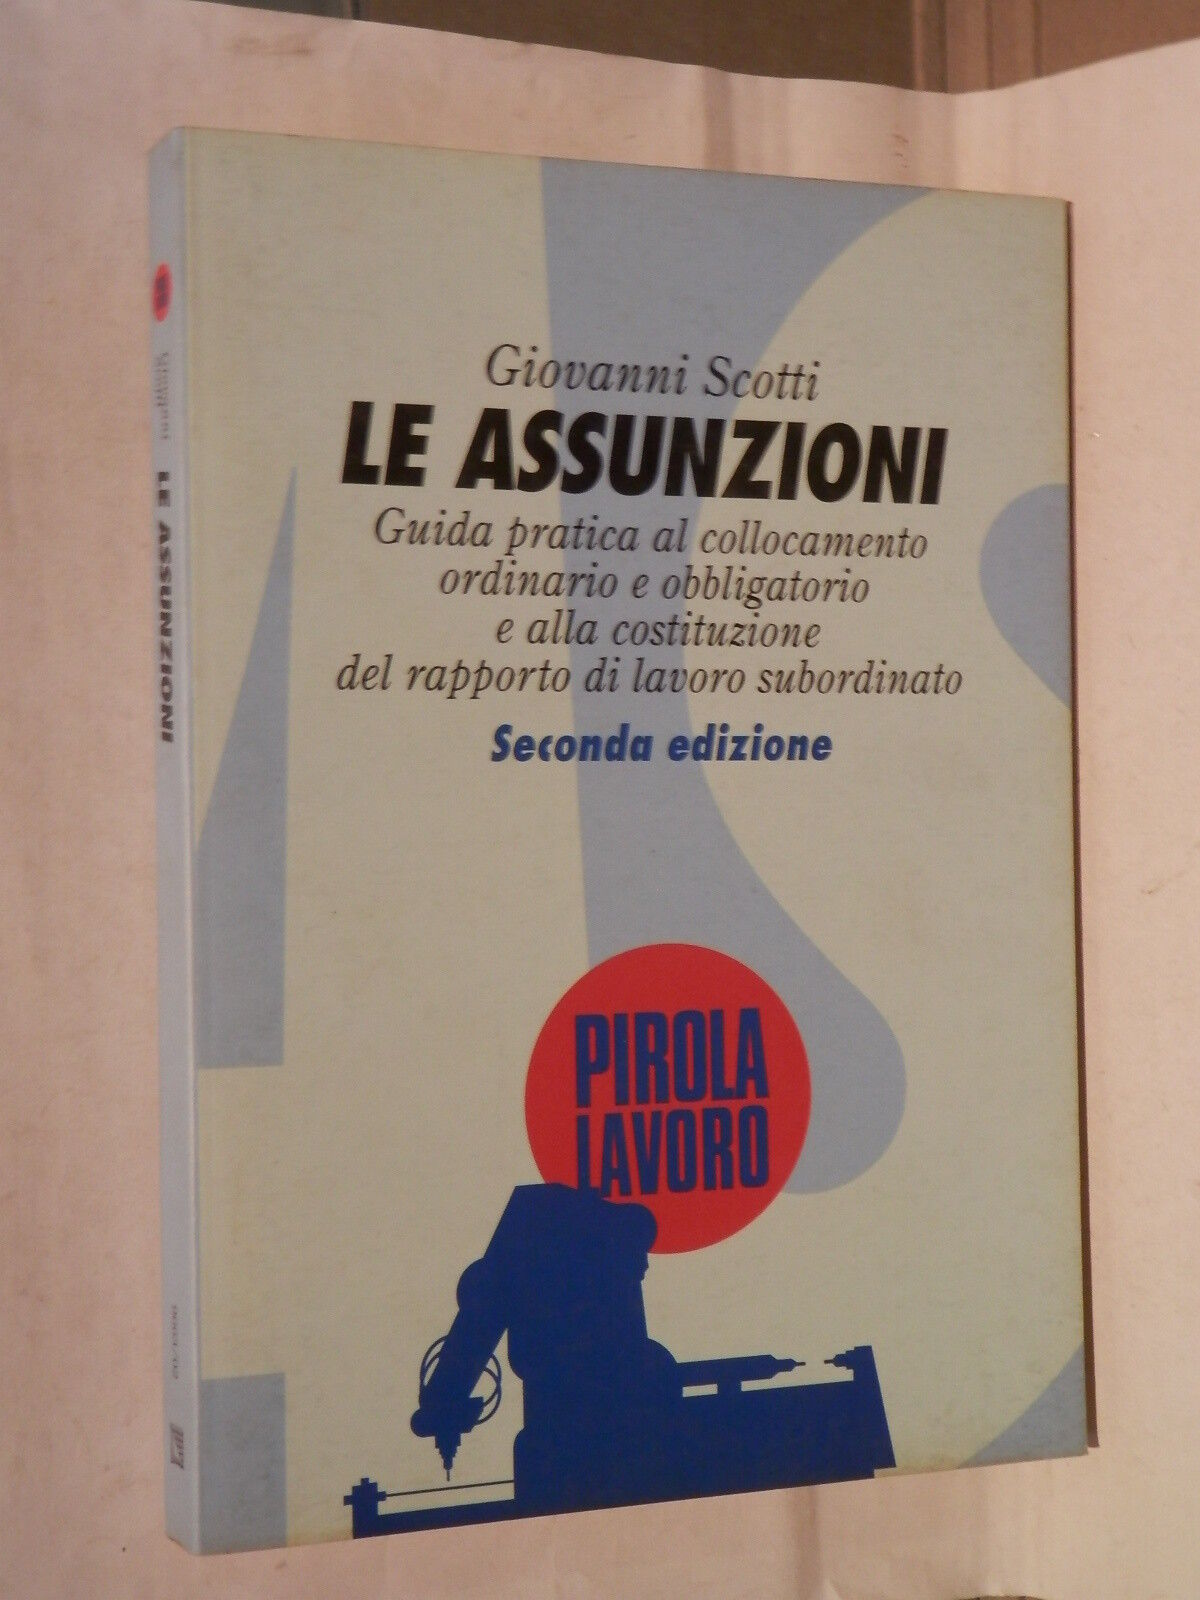 Giovanni Scotti
LE ASSUNZIONI
Guida pratica al collocamento
ordinario e obbligatorio
e alla costituzione
del rapporto di lavoro subordinato
Seconda edizione
PIROLA
LAVORO
LE ASSUNZIONI